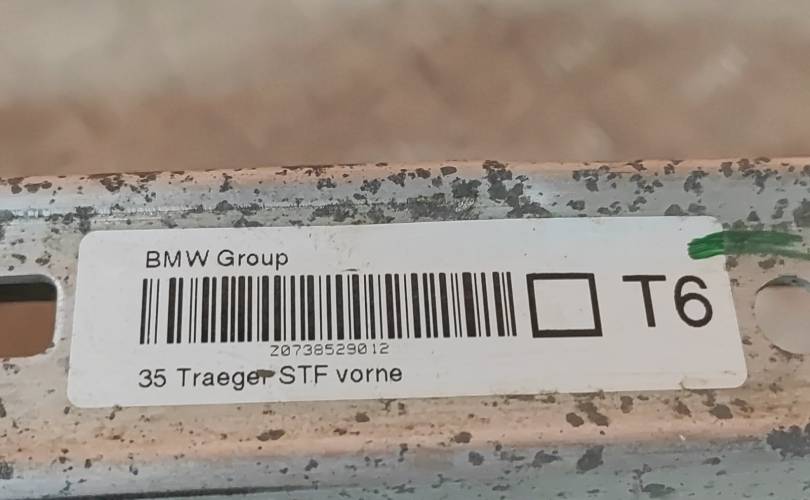 BMW Group
T6
Z0738529012
35 Traeger STF vorne